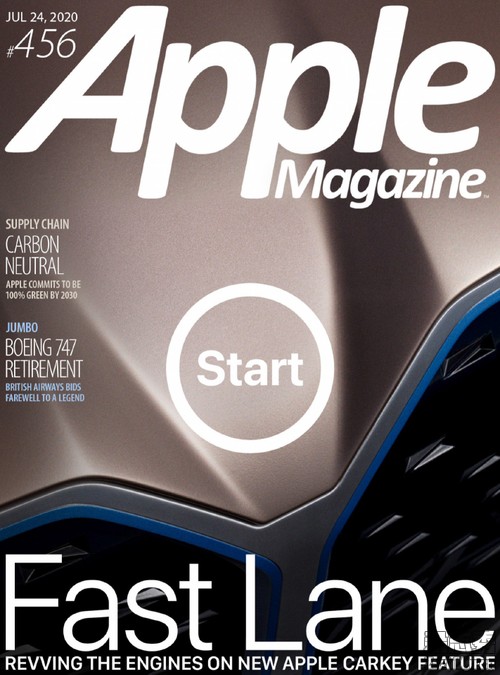 JUL 24, 2020
#456
Apple
Magazine
SUPPLY CHAIN
CARBON
NEUTRAL
APPLE COMMITS TO BE
100% GREEN BY 2030
JUMBO
BOEING 747
RETIREMENT
BRITISH AIRWAYS BIDS
FAREWELL TO A LEGEND
Start
Fast Lane
REVVING THE ENGINES ON NEW APPLE CARKEY FEATURE